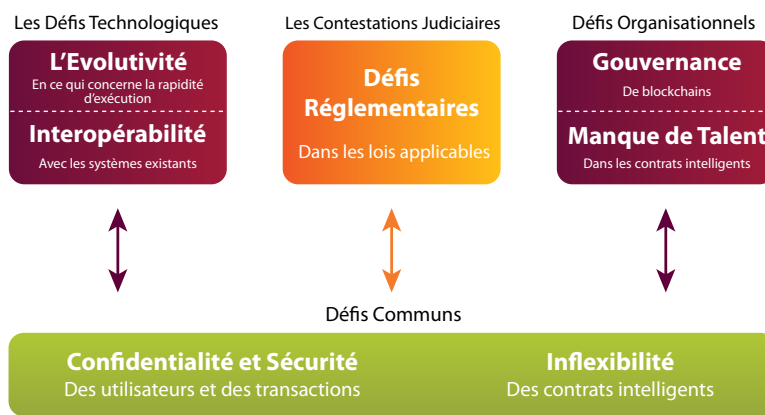 Les Défis Technologiques
L'Evolutivité
En ce qui concerne la rapidité
d'exécution
Interopérabilité
Avec les systèmes existants
Les Contestations Judiciaires
Défis
Réglementaires
Dans les lois applicables
Défis Organisationnels
Gouvernance
De blockchains
Manque de Talent
Dans les contrats intelligents
Défis Communs
Confidentialité et Sécurité
Des utilisateurs et des transactions
Inflexibilité
Des contrats intelligents